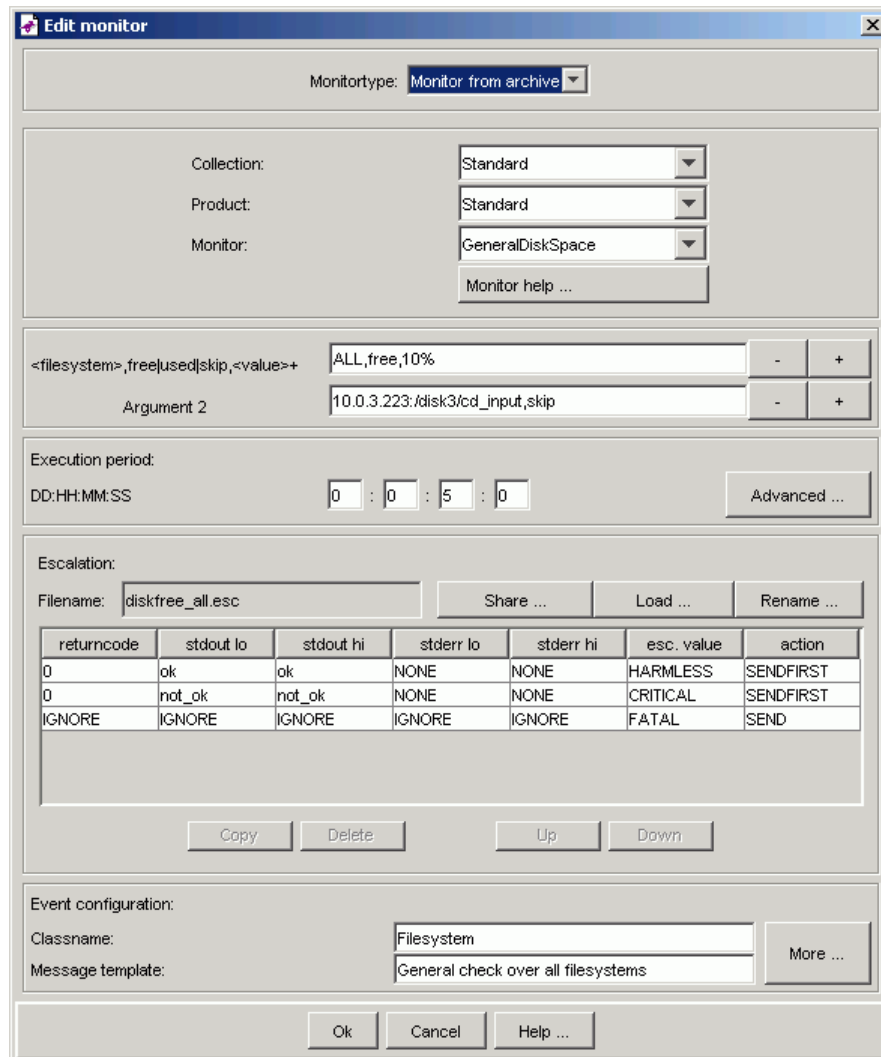 Edit monitor
Monitortype: Monitor from archive
Collection: Standard
Product: Standard
Monitor: GeneralDiskSpace
Monitor help ...
<filesystem>,free|used|skip,<value>+ ALL,free,10% - +
Argument 2 10.0.3.223:/disk3/cd_input,skip - +
Execution period:
DD:HH:MM:SS 0 : 0 : 5 : 0 Advanced ...
Escalation:
Filename: diskfree_all.esc Share ... Load ... Rename ...
returncode stdout lo stdout hi stderr lo stderr hi esc. value action
0 ok ok NONE NONE HARMLESS SENDFIRST
0 not_ok not_ok NONE NONE CRITICAL SENDFIRST
IGNORE IGNORE IGNORE IGNORE IGNORE FATAL SEND
Copy Delete Up Down
Event configuration:
Classname: Filesystem
More ...
Message template: General check over all filesystems
Ok Cancel Help ...